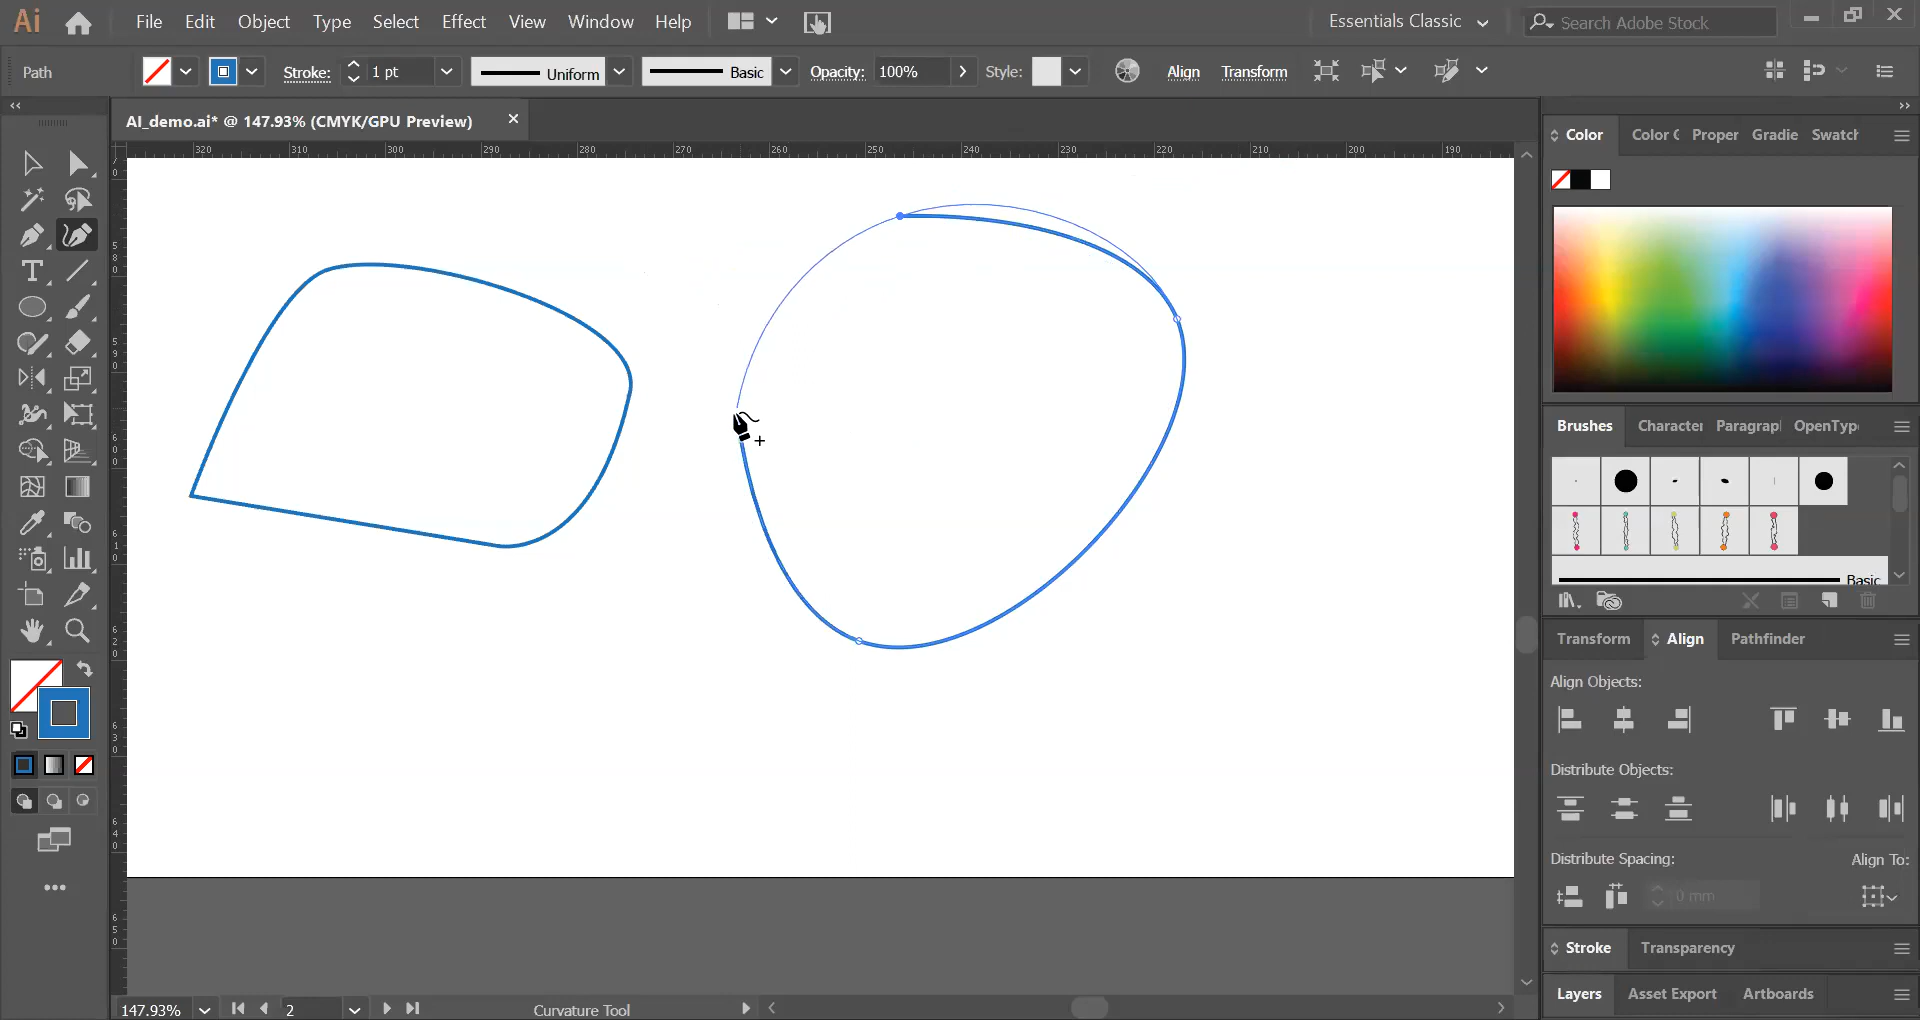 Ai File Edit Object Type Select Effect View Window Help Essentials Classic Search Adobe Stock
Path Stroke: 1 pt Uniform Basic Opacity: 100% Style: Align Transform
AI_demo.ai* @ 147.93% (CMYK/GPU Preview)
320 310 300 290 280 270 260 250 240 230 220 210 200 190
Color Color G Proper Gradie Swatch
Brushes Character Paragrap OpenType
Basic
Transform Align Pathfinder
Align Objects:
Distribute Objects:
Distribute Spacing: Align To:
0 mm
Stroke Transparency
Layers Asset Export Artboards
147.93% 2 Curvature Tool